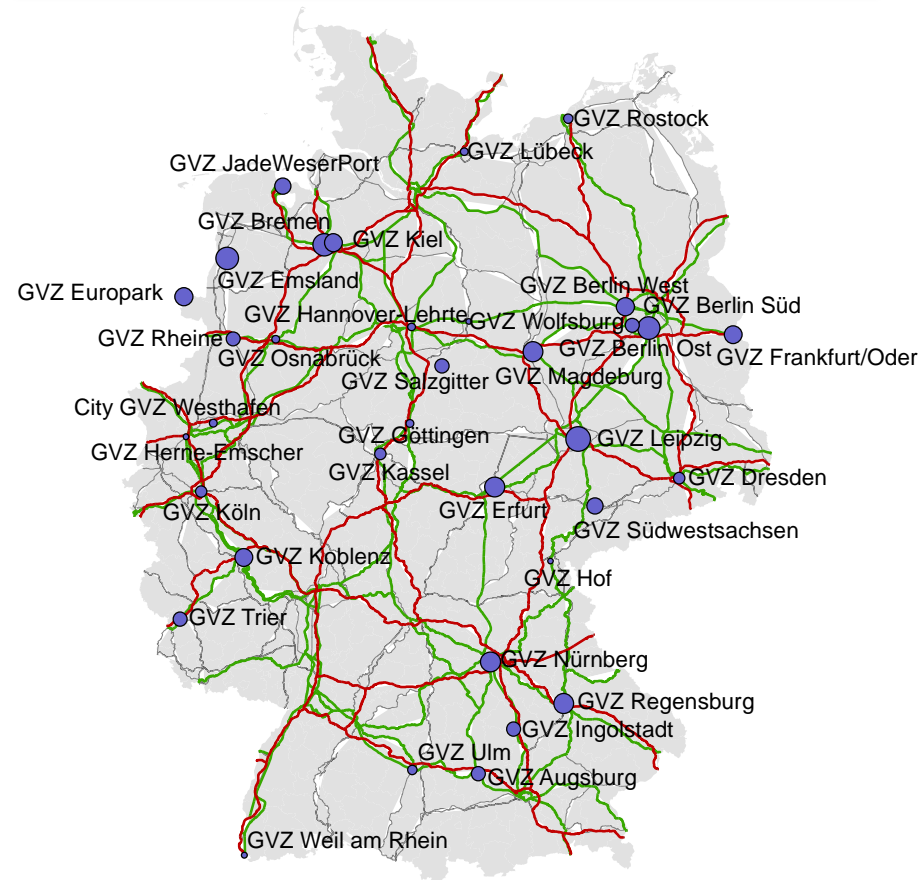 GVZ Rostock
GVZ Lübeck
GVZ JadeWeserPort
GVZ Bremen
GVZ Kiel
GVZ Emsland
GVZ Berlin West
GVZ Europark
GVZ Berlin Süd
GVZ Hannover-Lehrte
GVZ Wolfsburg
GVZ Rheine
GVZ Osnabrück
GVZ Berlin Ost
GVZ Frankfurt/Oder
GVZ Salzgitter
GVZ Magdeburg
City GVZ Westhafen
GVZ Göttingen
GVZ Leipzig
GVZ Herne-Emscher
GVZ Kassel
GVZ Dresden
GVZ Köln
GVZ Erfurt
GVZ Südwestsachsen
GVZ Koblenz
GVZ Hof
GVZ Trier
GVZ Nürnberg
GVZ Regensburg
GVZ Ingolstadt
GVZ Ulm
GVZ Augsburg
GVZ Weil am Rhein